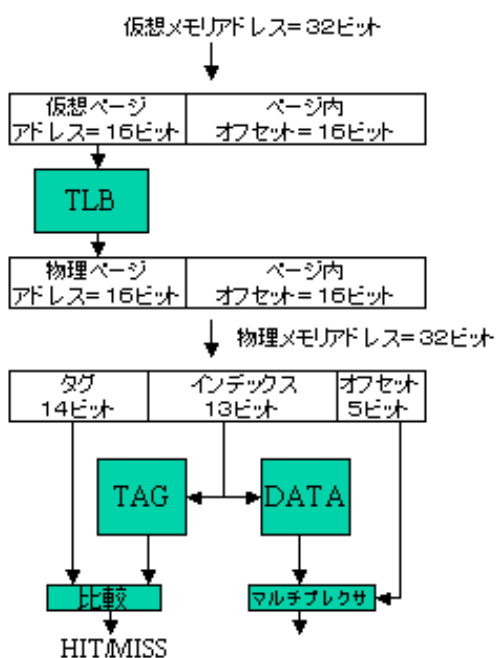 仮想メモリアドレス=32ビット
仮想ページ
アドレス=16ビット
ページ内
オフセット=16ビット
TLB
物理ページ
アドレス=16ビット
ページ内
オフセット=16ビット
物理メモリアドレス=32ビット
タグ
14ビット
インデックス
13ビット
オフセット
5ビット
TAG
DATA
比較
マルチプレクサ
HIT/MISS